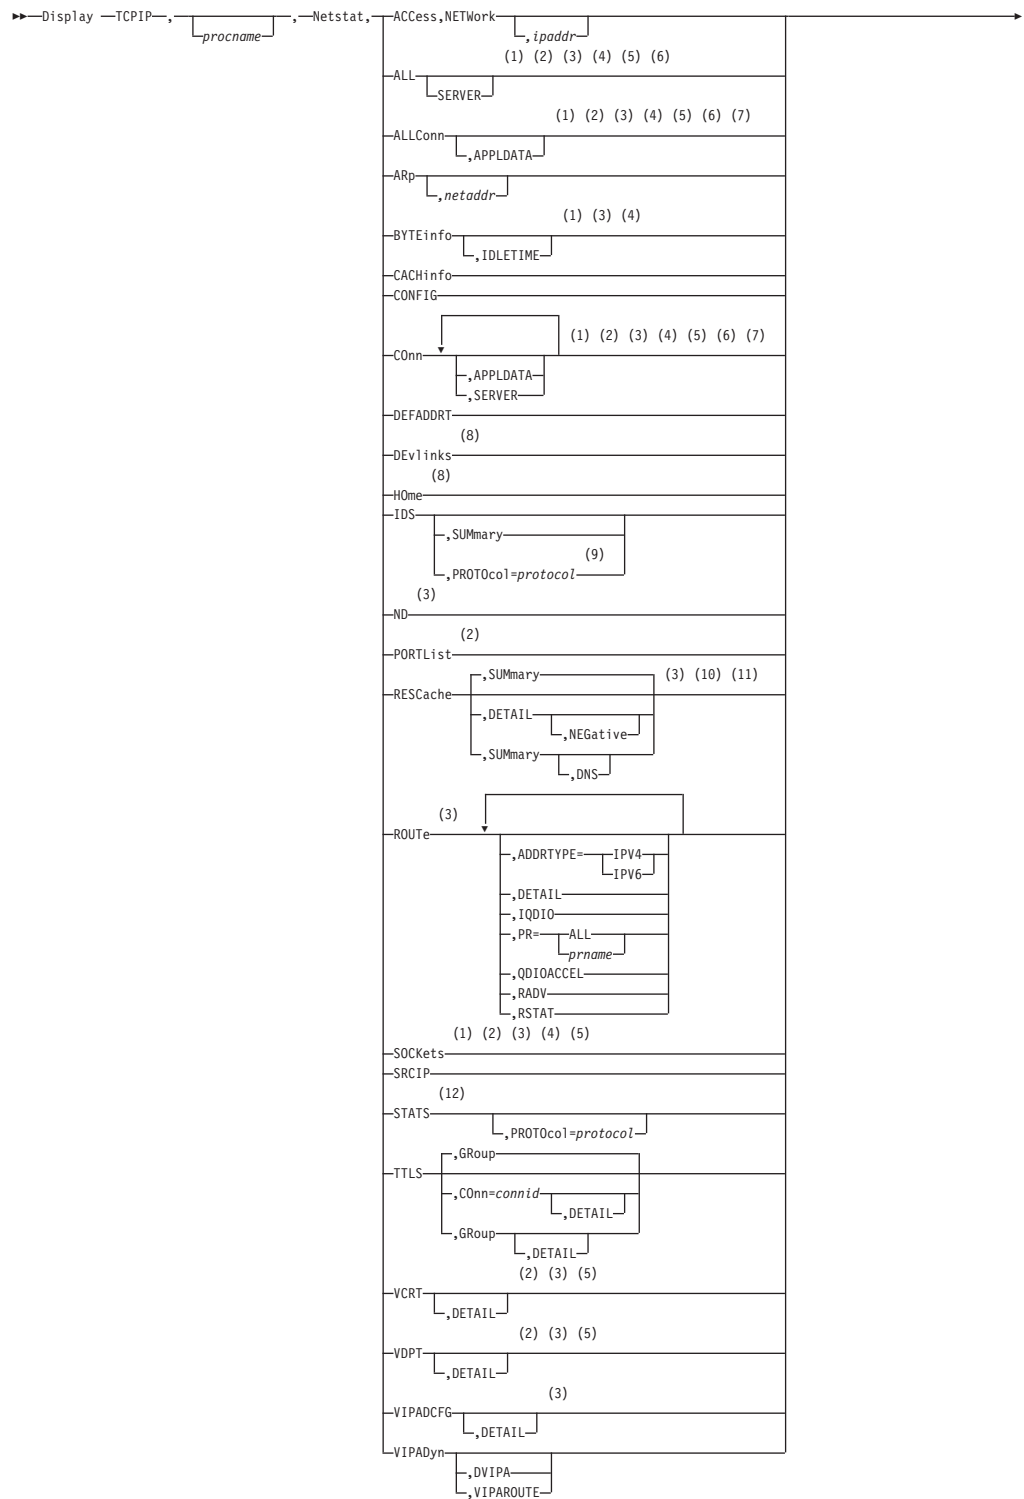 Display TCPIP , , Netstat, ACCess,NETWork
procname ,ipaddr
(1) (2) (3) (4) (5) (6)
ALL
SERVER
(1) (2) (3) (4) (5) (6) (7)
ALLConn
,APPLDATA
ARp
,netaddr
(1) (3) (4)
BYTEinfo
,IDLETIME
CACHinfo
CONFIG
(1) (2) (3) (4) (5) (6) (7)
COnn
,APPLDATA
,SERVER
DEFADDRT
(8)
DEvlinks
(8)
HOme
IDS
,SUMmary
(9)
,PROTOcol=protocol
(3)
ND
(2)
PORTList
,SUMmary (3) (10) (11)
RESCache
,DETAIL
,NEGative
,SUMmary
,DNS
(3)
ROUTe
,ADDRTYPE= IPV4
IPV6
,DETAIL
,IQDIO
,PR= ALL
prname
,QDIOACCEL
,RADV
,RSTAT
(1) (2) (3) (4) (5)
SOCKets
SRCIP
(12)
STATS
,PROTOcol=protocol
,GRoup
TTLS
,COnn=connid
,DETAIL
,GRoup
,DETAIL
(2) (3) (5)
VCRT
,DETAIL
(2) (3) (5)
VDPT
,DETAIL
(3)
VIPADCFG
,DETAIL
VIPADyn
,DVIPA
,VIPAROUTE